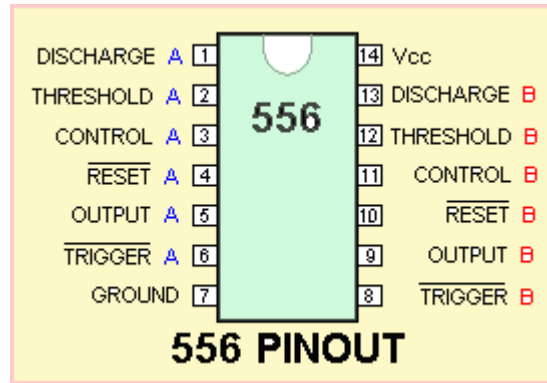 DISCHARGE A 1 14 Vcc
THRESHOLD A 2 13 DISCHARGE B
CONTROL A 3 12 THRESHOLD B
RESET A 4 11 CONTROL B
OUTPUT A 5 10 RESET B
TRIGGER A 6 9 OUTPUT B
GROUND 7 8 TRIGGER B
556
556 PINOUT